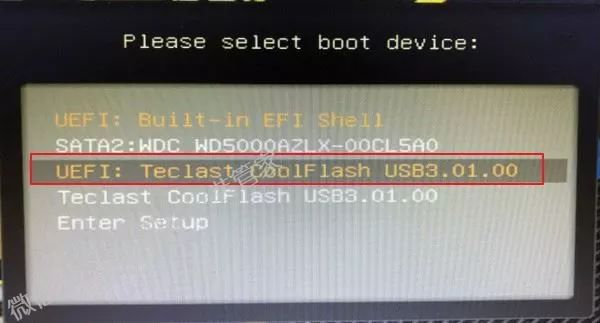 Please select boot device:
UEFI: Built-in EFI Shell
SATA2:WDC WD5000AZLX-00CL5A0
UEFI: Teclast CoolFlash USB3.01.00
Teclast CoolFlash USB3.01.00
Enter Setup